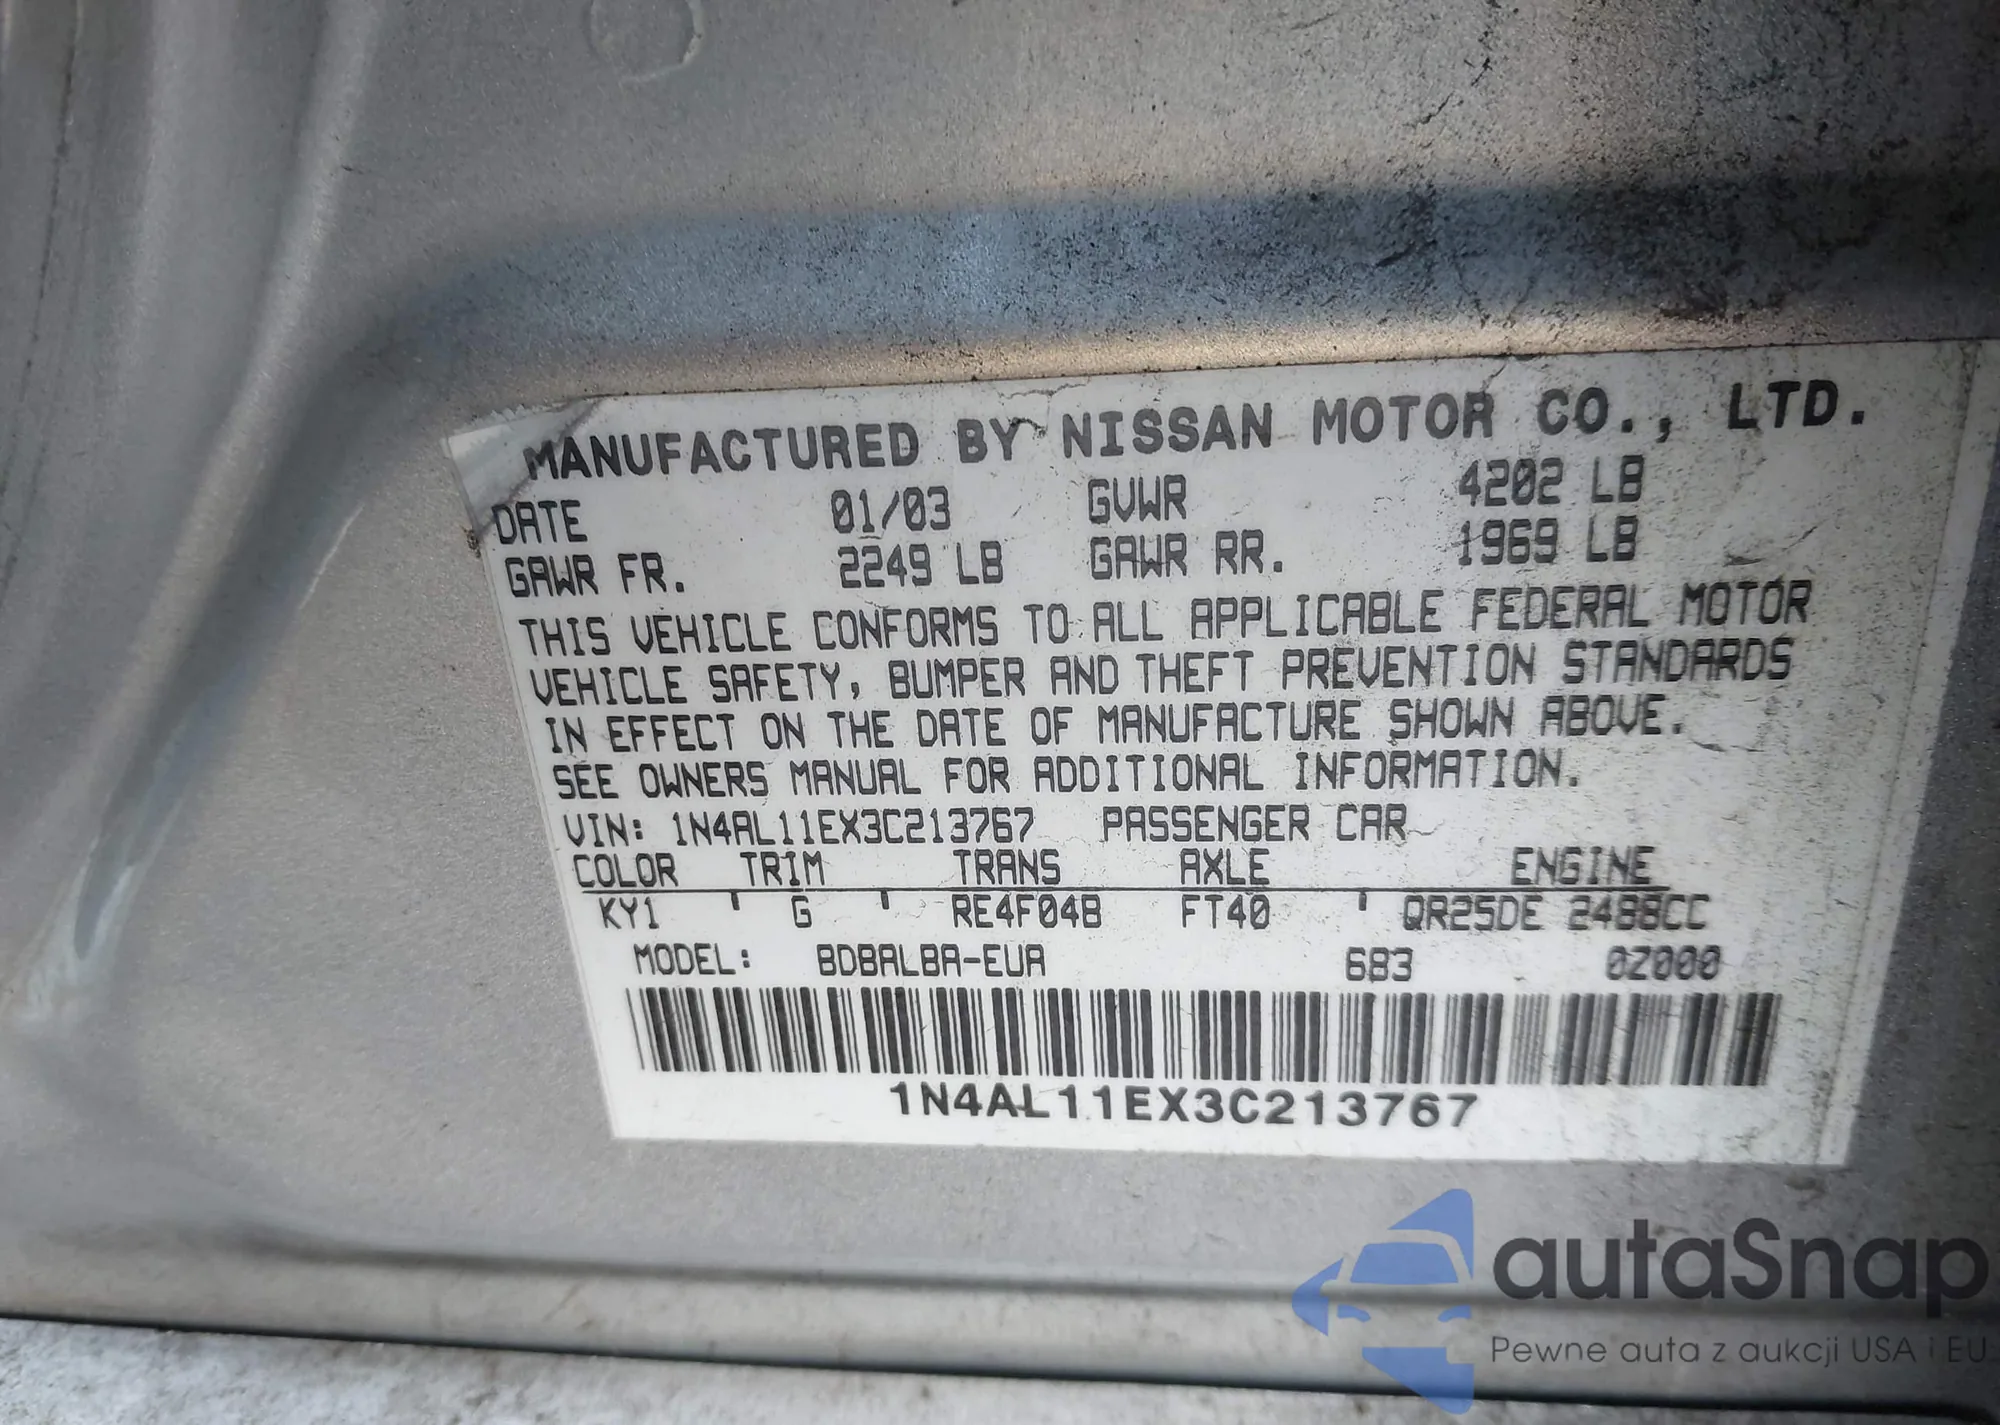 MANUFACTURED BY NISSAN MOTOR CO., LTD.
DATE 01/03 GVWR 4202 LB
GAWR FR. 2249 LB GAWR RR. 1969 LB
THIS VEHICLE CONFORMS TO ALL APPLICABLE FEDERAL MOTOR
VEHICLE SAFETY, BUMPER AND THEFT PREVENTION STANDARDS
IN EFFECT ON THE DATE OF MANUFACTURE SHOWN ABOVE.
SEE OWNERS MANUAL FOR ADDITIONAL INFORMATION.
VIN: 1N4AL11EX3C213767 PASSENGER CAR
COLOR TRIM TRANS AXLE ENGINE
KY1 ' G ' RE4F04B FT40 ' QR25DE 2488CC
MODEL: BDBALBA-EUA 683 0Z000
1N4AL11EX3C213767
autaSnap
Pewne auta z aukcji USA i EU